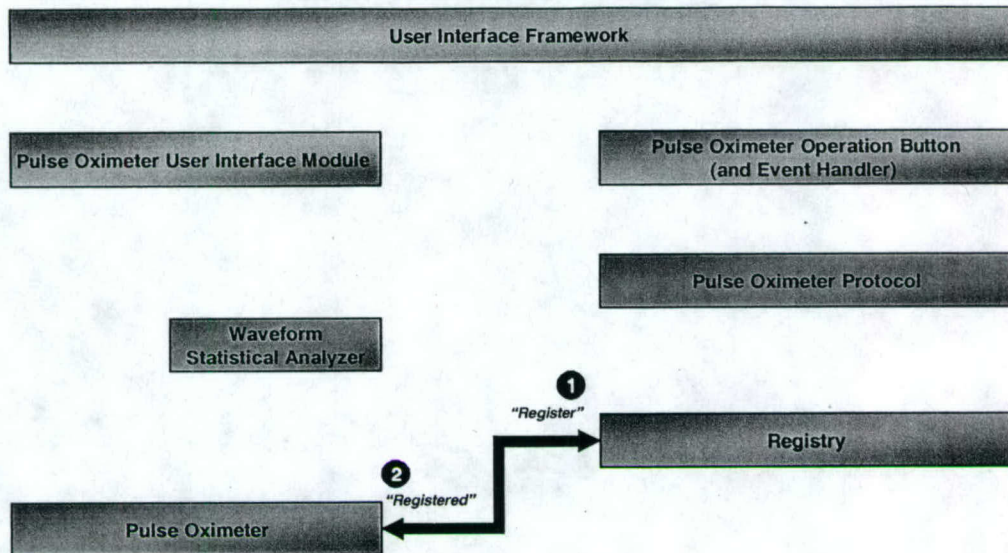 User Interface Framework
Pulse Oximeter User Interface Module
Pulse Oximeter Operation Button
(and Event Handler)
Pulse Oximeter Protocol
Waveform
Statistical Analyzer
1
"Register"
Registry
2
"Registered"
Pulse Oximeter